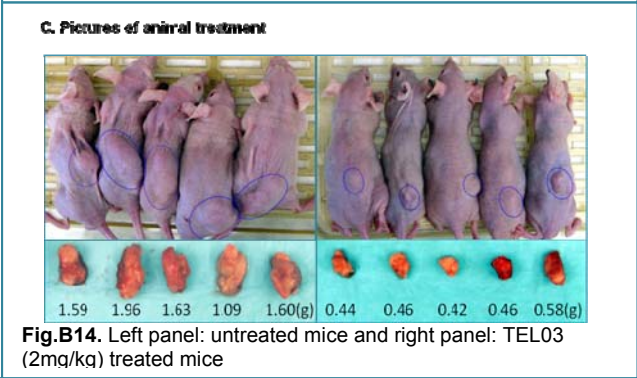 C. Pictures of animal treatment
1.59 1.96 1.63 1.09 1.60(g) 0.44 0.46 0.42 0.46 0.58(g)
Fig.B14. Left panel: untreated mice and right panel: TEL03
(2mg/kg) treated mice